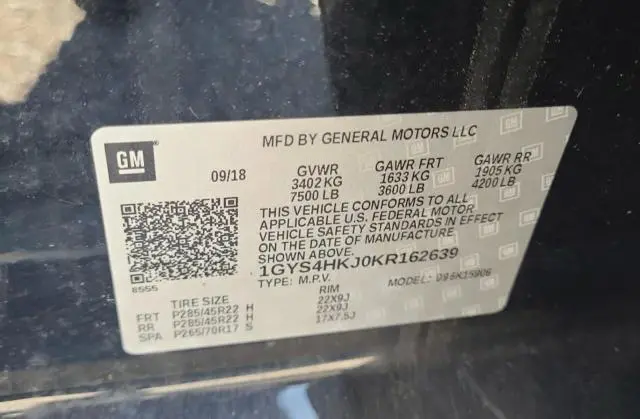 MFD BY GENERAL MOTORS LLC
GM
09/18
GVWR GAWR FRT GAWR RR
3402 KG 1633 KG 1905 KG
7500 LB 3600 LB 4200 LB
THIS VEHICLE CONFORMS TO ALL
APPLICABLE U.S. FEDERAL MOTOR
VEHICLE SAFETY STANDARDS IN EFFECT
ON THE DATE OF MANUFACTURE
SHOWN ABOVE.
1GYS4HKJ0KR162639
8555
TYPE: M.P.V. MODEL:
TIRE SIZE RIM
FRT P285/45R22 H 22X9J
RR P285/45R22 H 22X9J
SPA P265/70R17 S 17X7.5J